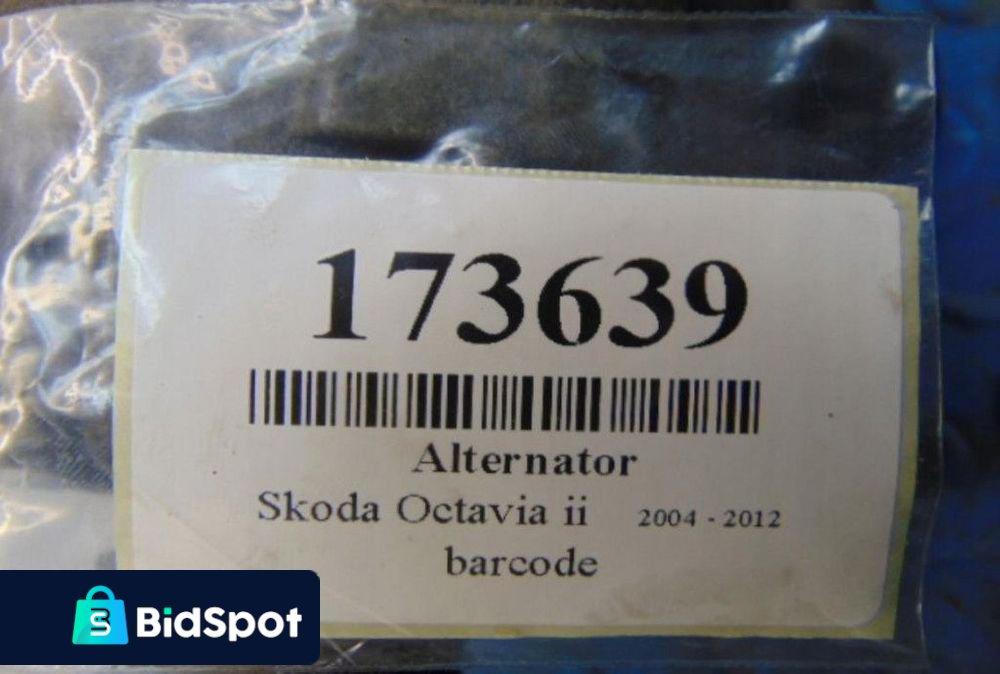 173639
Alternator
Skoda Octavia ii 2004 - 2012
barcode
BidSpot